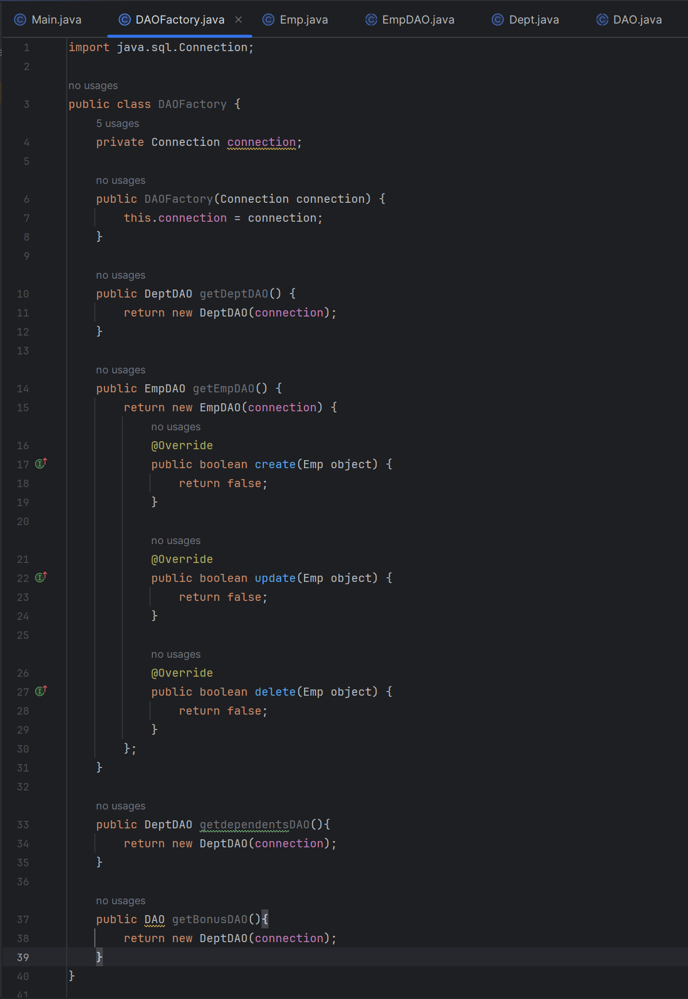 Main.java DAOFactory.java Emp.java EmpDAO.java Dept.java DAO.java
1 import java.sql.Connection;
2
no usages
3 public class DAOFactory {
5 usages
4 private Connection connection;
5
no usages
6 public DAOFactory(Connection connection) {
7 this.connection = connection;
8 }
9
no usages
10 public DeptDAO getDeptDAO() {
11 return new DeptDAO(connection);
12 }
13
no usages
14 public EmpDAO getEmpDAO() {
15 return new EmpDAO(connection) {
no usages
16 @Override
17 public boolean create(Emp object) {
18 return false;
19 }
20
no usages
21 @Override
22 public boolean update(Emp object) {
23 return false;
24 }
25
no usages
26 @Override
27 public boolean delete(Emp object) {
28 return false;
29 }
30 };
31 }
32
no usages
33 public DeptDAO getdependentsDAO(){
34 return new DeptDAO(connection);
35 }
36
no usages
37 public DAO getBonusDAO(){
38 return new DeptDAO(connection);
39 }
40 }
41